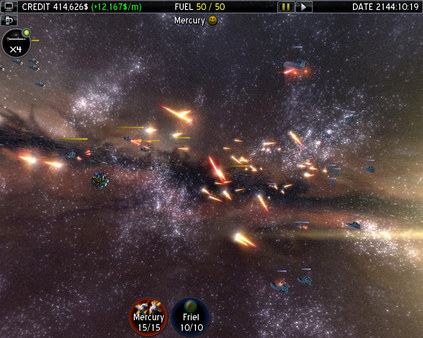 CREDIT 414,626$ (+12,167$/m) FUEL 50 / 50 DATE 2144:10:19
Mercury
X4
Mercury Friel
15/15 10/10